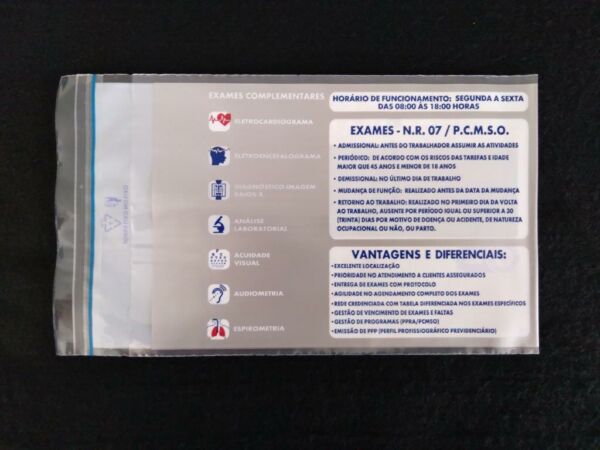 EXAMES COMPLEMENTARES
ELETROCARDIOGRAMA
ELETROENCEFALOGRAMA
DIAGNÓSTICO IMAGEM
RAIOS X
ANÁLISE
LABORATORIAL
ACUIDADE
VISUAL
AUDIOMETRIA
ESPIROMETRIA
HORÁRIO DE FUNCIONAMENTO: SEGUNDA A SEXTA
DAS 08:00 ÀS 18:00 HORAS
EXAMES - N.R. 07 / P.C.M.S.O.
• ADMISSIONAL: ANTES DO TRABALHADOR ASSUMIR AS ATIVIDADES
• PERIÓDICO: DE ACORDO COM OS RISCOS DAS TAREFAS E IDADE
MAIOR QUE 45 ANOS E MENOR DE 18 ANOS
• DEMISSIONAL: NO ÚLTIMO DIA DE TRABALHO
• MUDANÇA DE FUNÇÃO: REALIZADO ANTES DA DATA DA MUDANÇA
• RETORNO AO TRABALHO: REALIZADO NO PRIMEIRO DIA DA VOLTA
AO TRABALHO, AUSENTE POR PERÍODO IGUAL OU SUPERIOR A 30
(TRINTA) DIAS POR MOTIVO DE DOENÇA OU ACIDENTE, DE NATUREZA
OCUPACIONAL OU NÃO, OU PARTO.
VANTAGENS E DIFERENCIAIS:
• EXCELENTE LOCALIZAÇÃO
• PRIORIDADE NO ATENDIMENTO A CLIENTES ASSEGURADOS
• ENTREGA DE EXAMES COM PROTOCOLO
• AGILIDADE NO AGENDAMENTO COMPLETO DOS EXAMES
• REDE CREDENCIADA COM TABELA DIFERENCIADA NOS EXAMES ESPECÍFICOS
• GESTÃO DE VENCIMENTO DE EXAMES E FALTAS
• GESTÃO DE PROGRAMAS (PPRA/PCMSO)
• EMISSÃO DE PPP (PERFIL PROFISSIOGRÁFICO PREVIDENCIÁRIO)